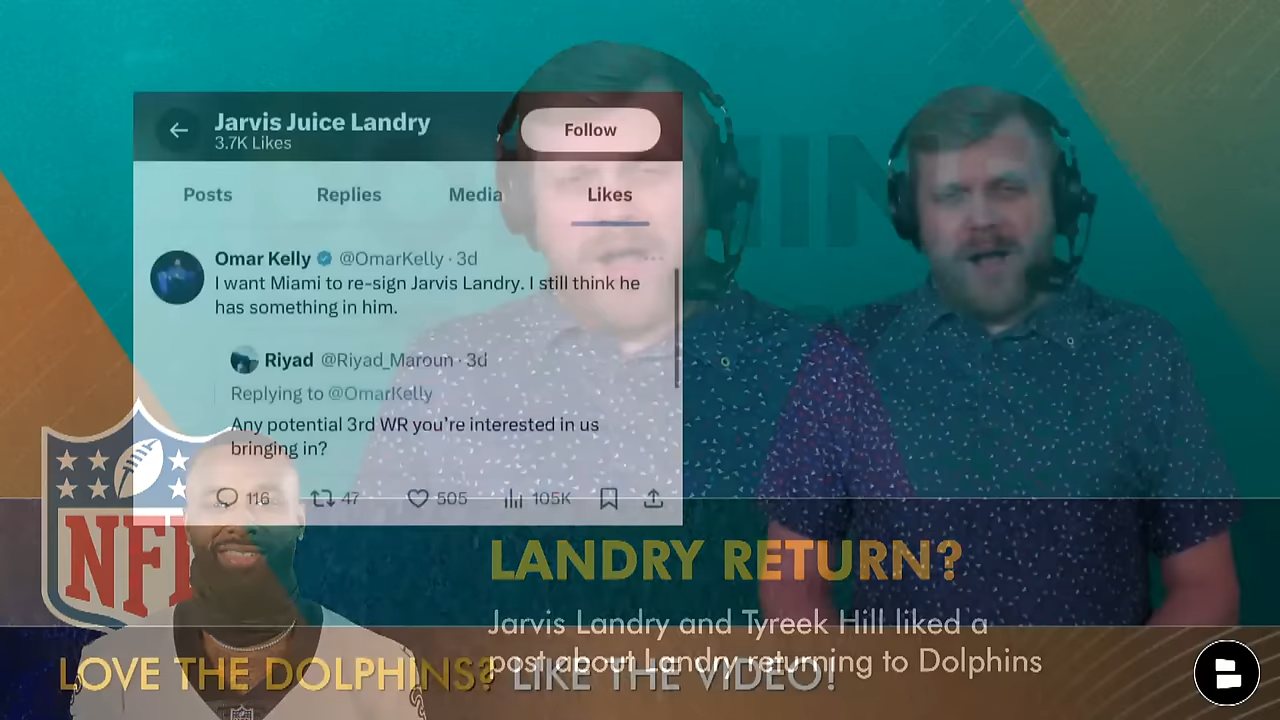 Jarvis Juice Landry
3.7K Likes
Follow
Posts Replies Media Likes
Omar Kelly @OmarKelly · 3d
I want Miami to re-sign Jarvis Landry. I still think he
has something in him.
Riyad @Riyad_Maroun · 3d
Replying to @OmarKelly
Any potential 3rd WR you're interested in us
bringing in?
116 47 505 105K
NFL
LANDRY RETURN?
Jarvis Landry and Tyreek Hill liked a
post about Landry returning to Dolphins
LOVE THE DOLPHINS? LIKE THE VIDEO!